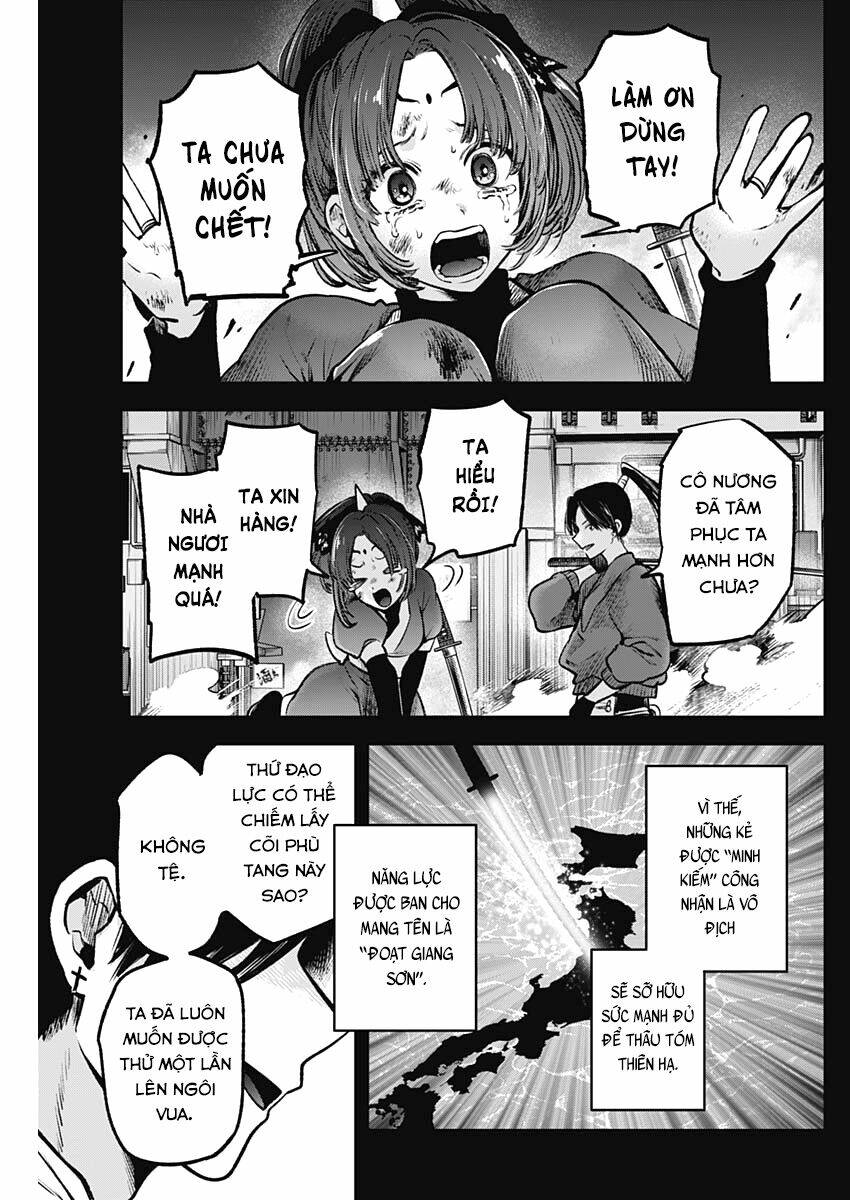 LÀM ƠN
DỪNG
TAY!
TA CHƯA
MUỐN
CHẾT!
CÔ NƯƠNG
ĐÃ TÂM
PHỤC TA
MẠNH HƠN
CHƯA?
TA
HIỂU
RỒI!
TA XIN
HÀNG!
NHÀ
NGƯƠI
MẠNH
QUÁ!
VÌ THẾ,
NHỮNG KẺ
ĐƯỢC “MINH
KIẾM” CÔNG
NHẬN LÀ VÔ
ĐỊCH
SẼ SỠ HỮU
SỨC MẠNH ĐỦ
ĐỂ THÂU TÓM
THIÊN HẠ.
NĂNG LỰC
ĐƯỢC BAN CHO
MANG TÊN LÀ
“ĐOẠT GIANG
SƠN”.
THỨ ĐẠO
LỰC CÓ THỂ
CHIẾM LẤY
CÕI PHÙ
TANG NÀY
SAO?
KHÔNG
TỆ.
TA ĐÃ LUÔN
MUỐN ĐƯỢC
THỬ MỘT LẦN
LÊN NGÔI
VUA.